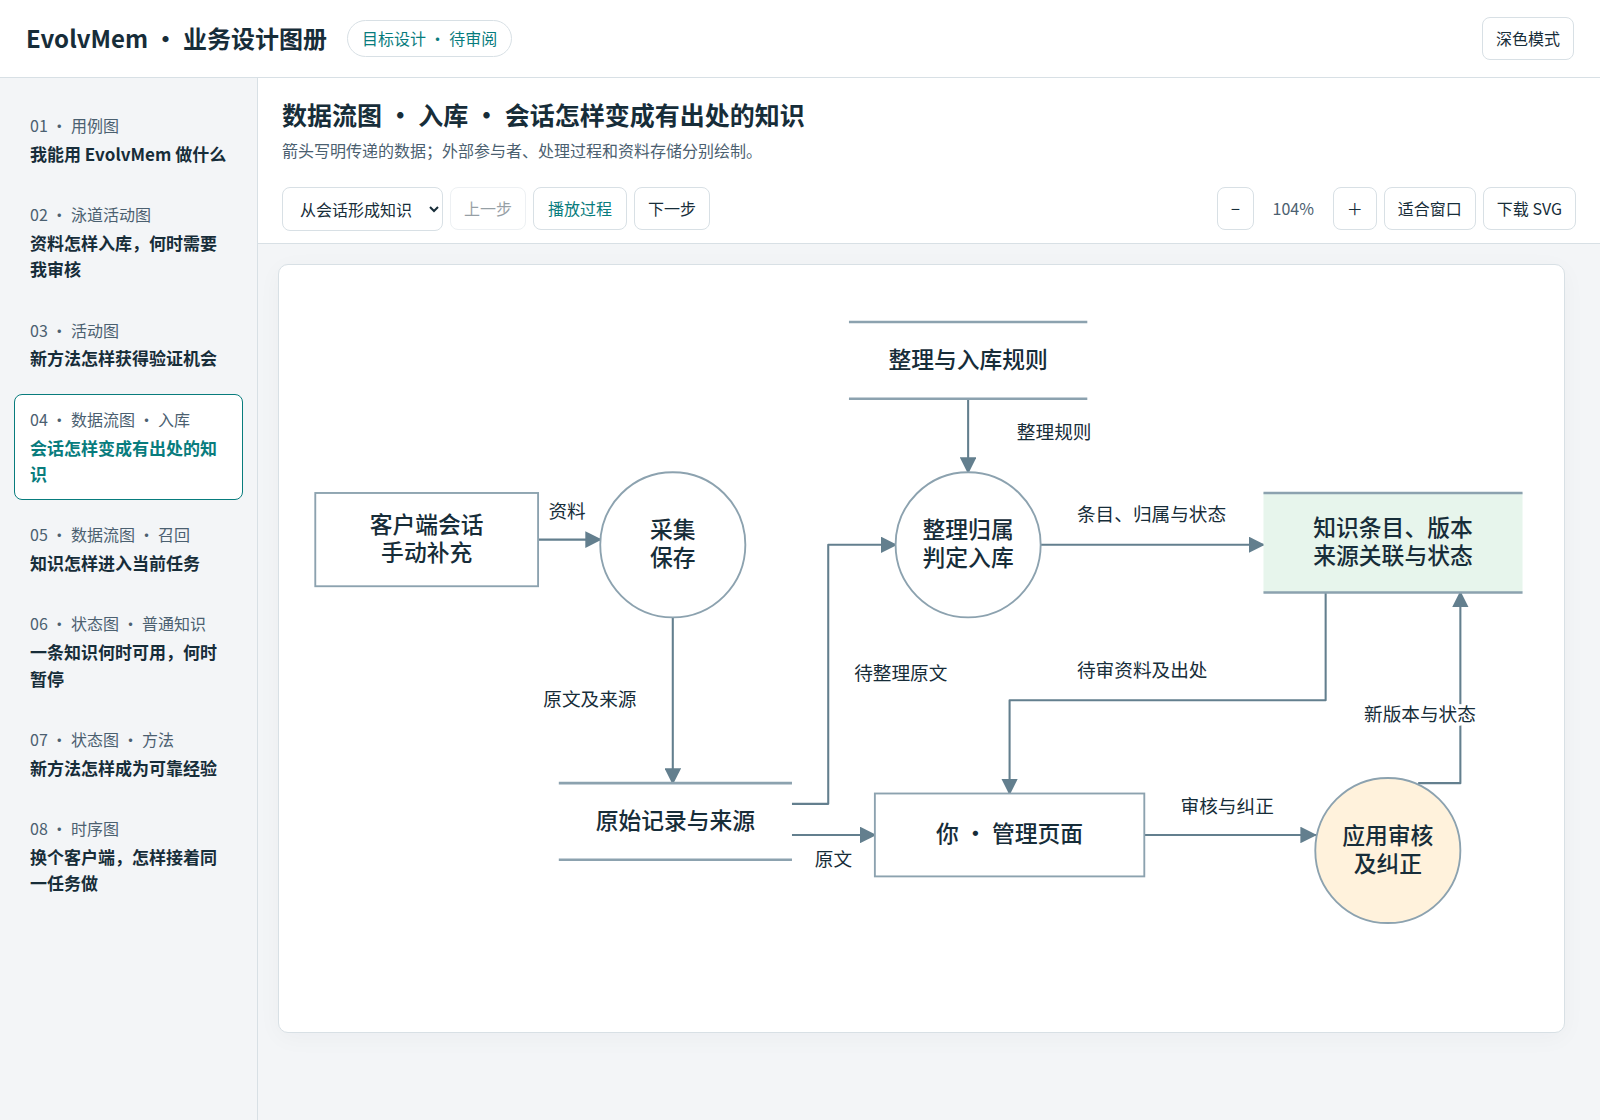 EvolvMem · 业务设计图册
目标设计 · 待审阅
深色模式
01 · 用例图
我能用 EvolvMem 做什么
02 · 泳道活动图
资料怎样入库，何时需要
我审核
03 · 活动图
新方法怎样获得验证机会
04 · 数据流图 · 入库
会话怎样变成有出处的知
识
05 · 数据流图 · 召回
知识怎样进入当前任务
06 · 状态图 · 普通知识
一条知识何时可用，何时
暂停
07 · 状态图 · 方法
新方法怎样成为可靠经验
08 · 时序图
换个客户端，怎样接着同
一任务做
数据流图 · 入库 · 会话怎样变成有出处的知识
箭头写明传递的数据；外部参与者、处理过程和资料存储分别绘制。
从会话形成知识
上一步
播放过程
下一步
−
104%
＋
适合窗口
下载 SVG
整理与入库规则
整理规则
客户端会话
手动补充
资料
采集
保存
整理归属
判定入库
条目、归属与状态
知识条目、版本
来源关联与状态
原文及来源
待整理原文
待审资料及出处
新版本与状态
原始记录与来源
原文
你 · 管理页面
审核与纠正
应用审核
及纠正